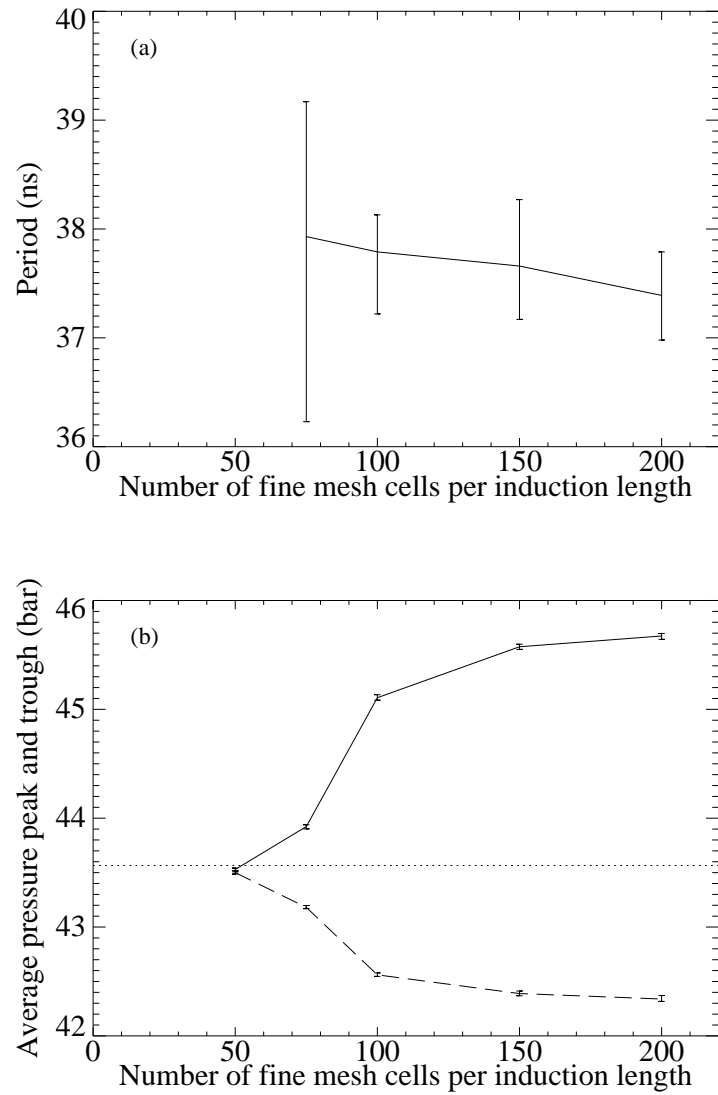 40
(a)
39
38
37
36
Period (ns)
0 50 100 150 200
Number of fine mesh cells per induction length
46
(b)
45
44
43
42
Average pressure peak and trough (bar)
0 50 100 150 200
Number of fine mesh cells per induction length